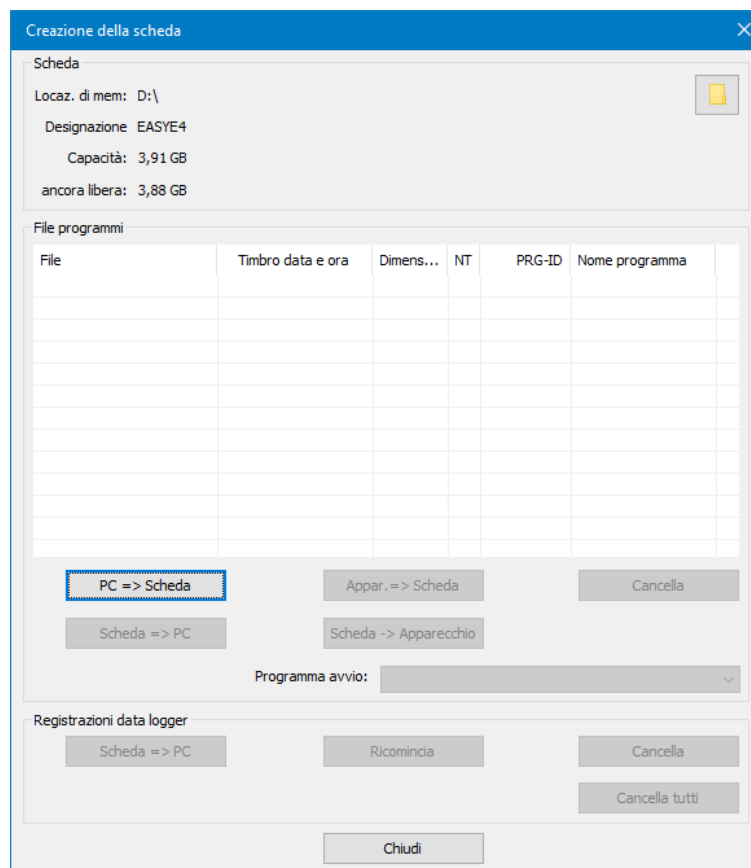 Creazione della scheda
Scheda
Locaz. di mem: D:\
Designazione EASYE4
Capacità: 3,91 GB
ancora libera: 3,88 GB
File programmi
File Timbro data e ora Dimens... NT PRG-ID Nome programma
PC => Scheda Appar.=> Scheda Cancella
Scheda => PC Scheda -> Apparecchio
Programma avvio:
Registrazioni data logger
Scheda => PC Ricomincia Cancella
Cancella tutti
Chiudi